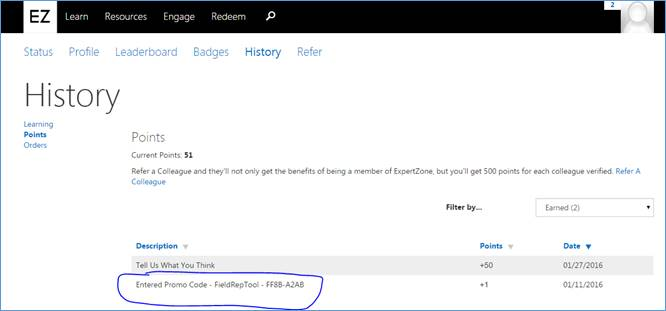 EZ Learn Resources Engage Redeem 2
Status Profile Leaderboard Badges History Refer
History
Learning
Points
Orders
Points
Current Points: 51
Refer a Colleague and they'll not only get the benefits of being a member of ExpertZone, but you'll get 500 points for each colleague verified. Refer A
Colleague
Filter by... Earned (2)
Description Points Date
Tell Us What You Think +50 01/27/2016
Entered Promo Code - FieldRepTool - FF8B-A2AB +1 01/11/2016